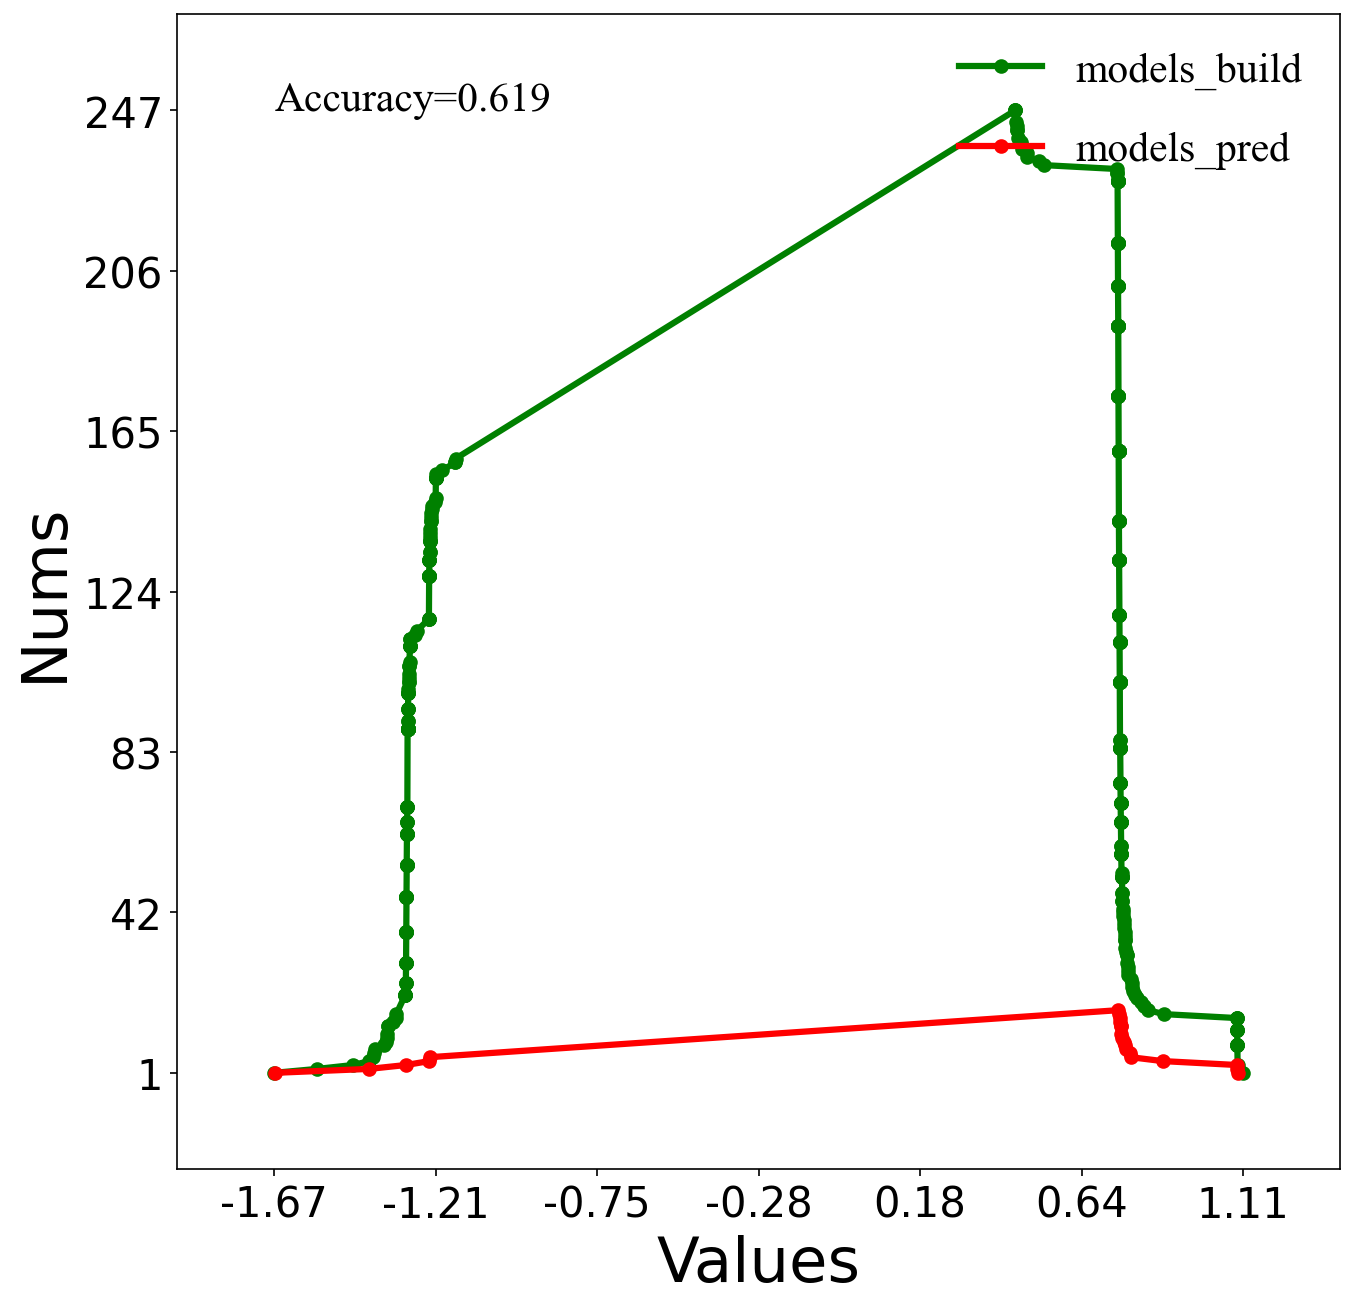 Accuracy=0.619
models_build
models_pred
247
206
165
124
83
42
1
Nums
-1.67 -1.21 -0.75 -0.28 0.18 0.64 1.11
Values